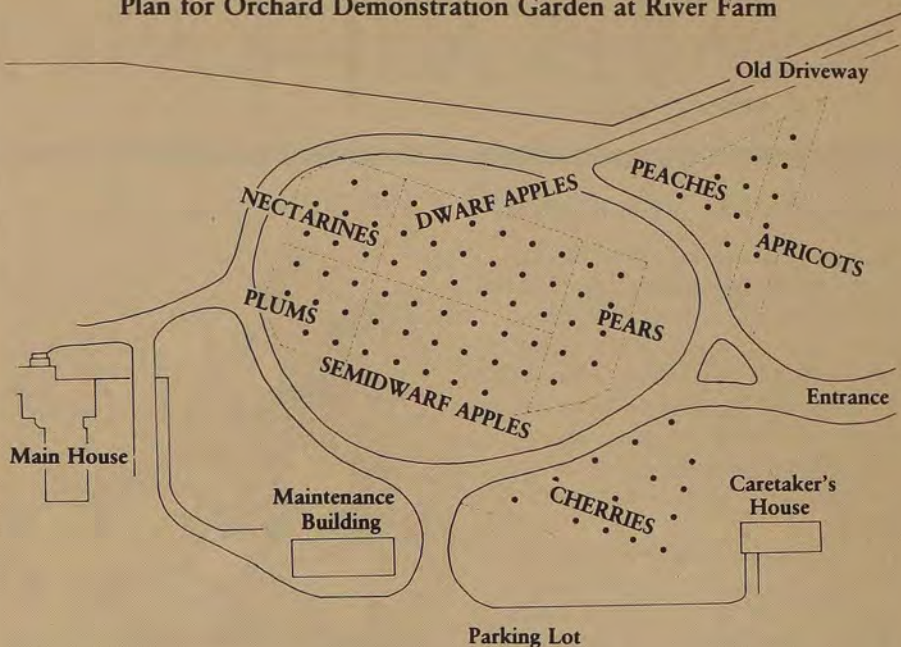 Plan for Orchard Demonstration Garden at River Farm
Old Driveway
PEACHES
DWARF APPLES
NECTARINES
APRICOTS
PLUMS
PEARS
SEMIDWARF APPLES
Entrance
Main House
Maintenance
Building
CHERRIES
Caretaker's
House
Parking Lot